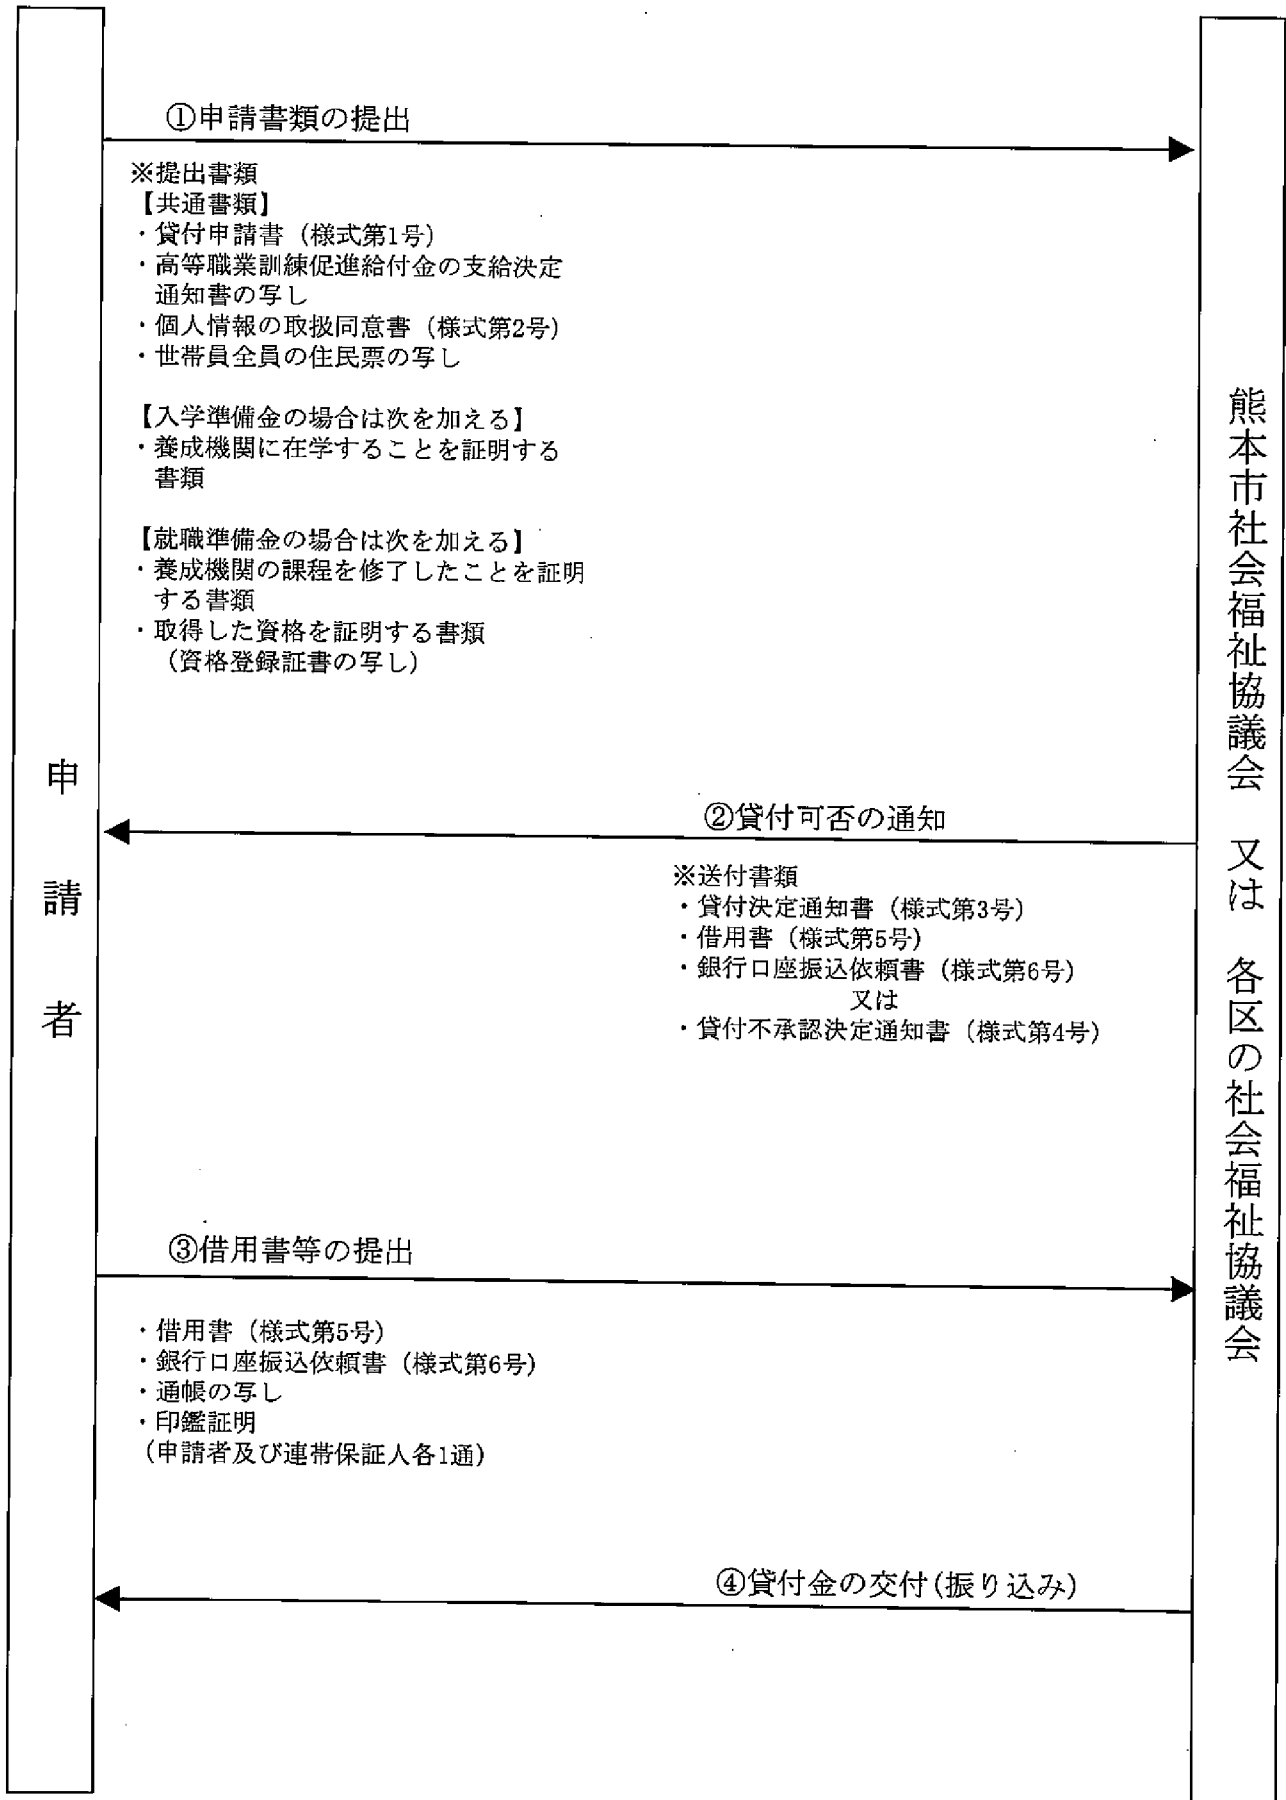 ①申請書類の提出
※提出書類
【共通書類】
・貸付申請書（様式第1号）
・高等職業訓練促進給付金の支給決定
通知書の写し
・個人情報の取扱同意書（様式第2号）
・世帯員全員の住民票の写し
【入学準備金の場合は次を加える】
・養成機関に在学することを証明する
書類
【就職準備金の場合は次を加える】
・養成機関の課程を修了したことを証明
する書類
・取得した資格を証明する書類
（資格登録証書の写し）
申請者
②貸付可否の通知
※送付書類
・貸付決定通知書（様式第3号）
・借用書（様式第5号）
・銀行口座振込依頼書（様式第6号）
又は
・貸付不承認決定通知書（様式第4号）
③借用書等の提出
・借用書（様式第5号）
・銀行口座振込依頼書（様式第6号）
・通帳の写し
・印鑑証明
（申請者及び連帯保証人各1通）
④貸付金の交付(振り込み)
熊本市社会福祉協議会　又は　各区の社会福祉協議会